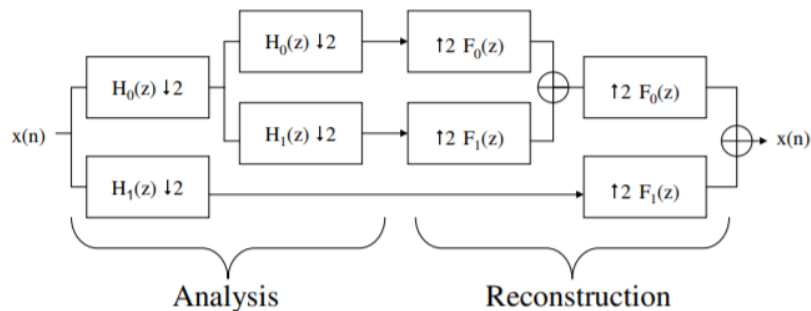 H₀(z) ↓2
↑2 F₀(z)
H₀(z) ↓2
↑2 F₀(z)
x(n)
H₁(z) ↓2
↑2 F₁(z)
x(n)
H₁(z) ↓2
↑2 F₁(z)
Analysis
Reconstruction